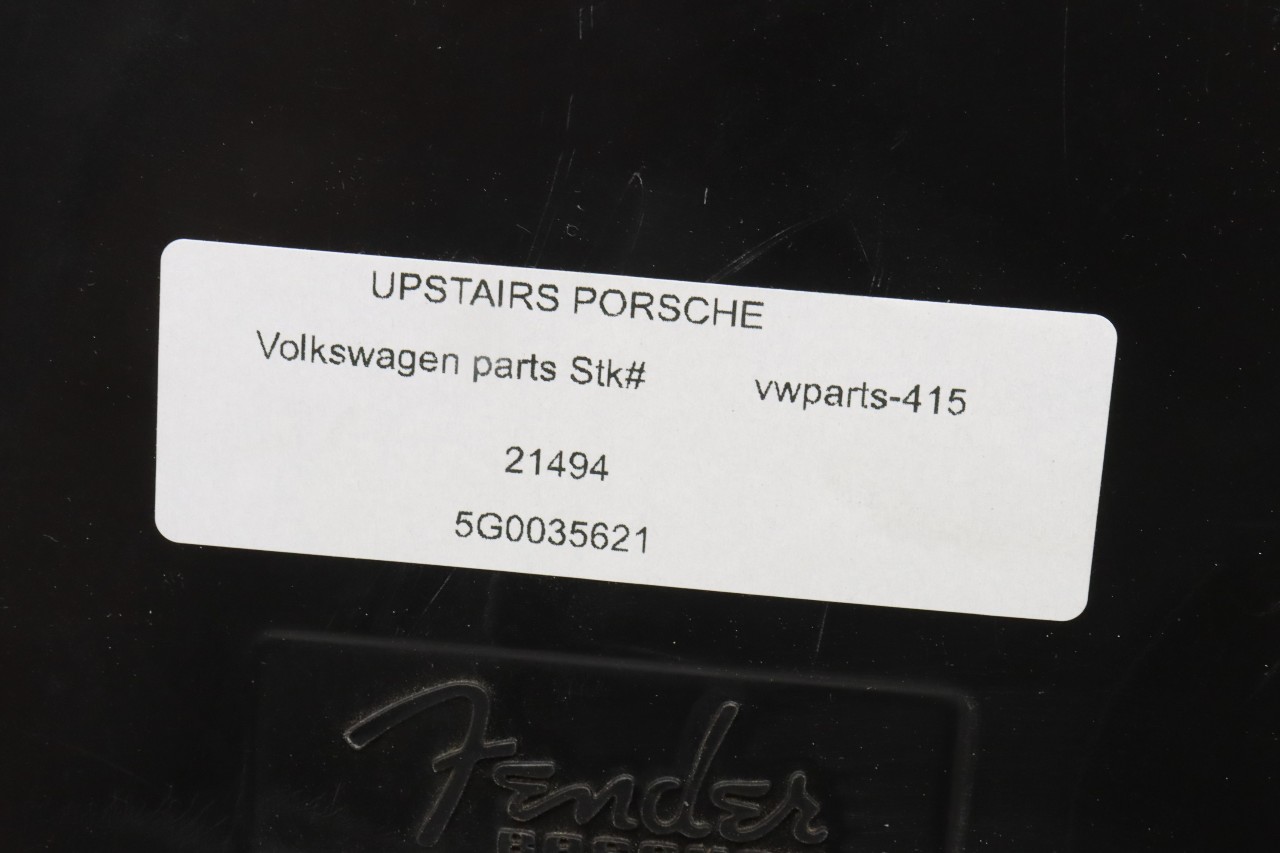 UPSTAIRS PORSCHE
Volkswagen parts Stk# vwparts-415
21494
5G0035621
Fender